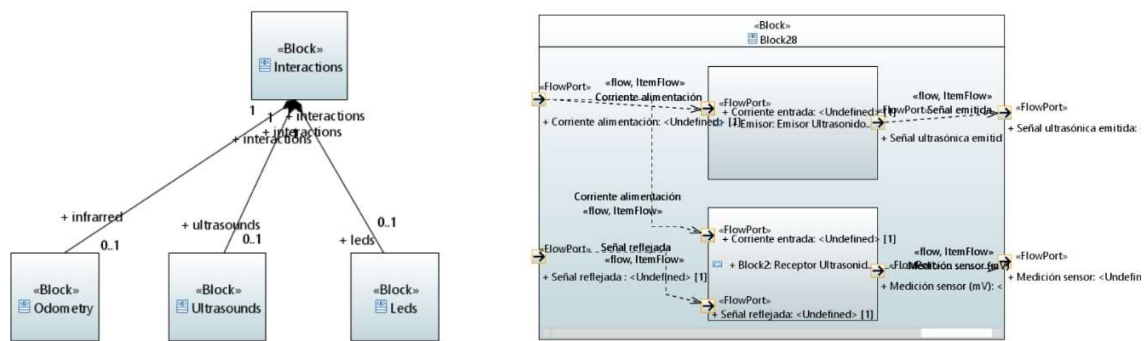 «Block»
Interactions
1
1
1
+ interactions
+ interactions
+ interactions
+ infrarred
0..1
+ ultrasounds
0..1
0..1
+ leds
«Block»
Odometry
«Block»
Ultrasounds
«Block»
Leds
«Block»
Block28
«FlowPort»
+ Corriente alimentación: <Undefined> [1]
«flow, ItemFlow»
Corriente alimentación
«FlowPort»
+ Corriente entrada: <Undefined> [1]
Emisor: Emisor Ultrasonido..
«flow, ItemFlow»
«FlowPort»
Señal emitida
+ Señal ultrasónica emitid
«FlowPort»
+ Señal ultrasónica emitida:
Corriente alimentación
«flow, ItemFlow»
«FlowPort»
+ Corriente entrada: <Undefined> [1]
«FlowPort»
Señal reflejada
«flow, ItemFlow»
+ Señal reflejada : <Undefined> [1]
+ Block2: Receptor Ultrasonid..
«FlowPort»
+ Señal reflejada: <Undefined> [1]
«flow, ItemFlow»
«FlowPort»
Medición sensor (mV)
+ Medición sensor (mV): <
«FlowPort»
+ Medición sensor: <Undefin